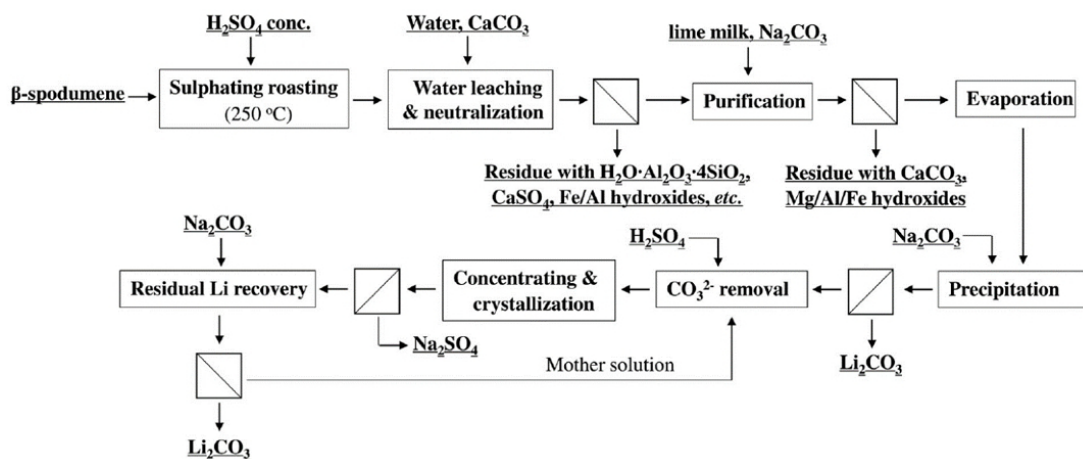 H₂SO₄ conc.
Water, CaCO₃
lime milk, Na₂CO₃
β-spodumene
Sulphating roasting
(250 °C)
Water leaching
& neutralization
Purification
Evaporation
Residue with H₂O·Al₂O₃·4SiO₂,
CaSO₄, Fe/Al hydroxides, etc.
Residue with CaCO₃,
Mg/Al/Fe hydroxides
Na₂CO₃
H₂SO₄
Na₂CO₃
Residual Li recovery
Concentrating &
crystallization
CO₃²⁻ removal
Precipitation
Na₂SO₄
Li₂CO₃
Mother solution
Li₂CO₃